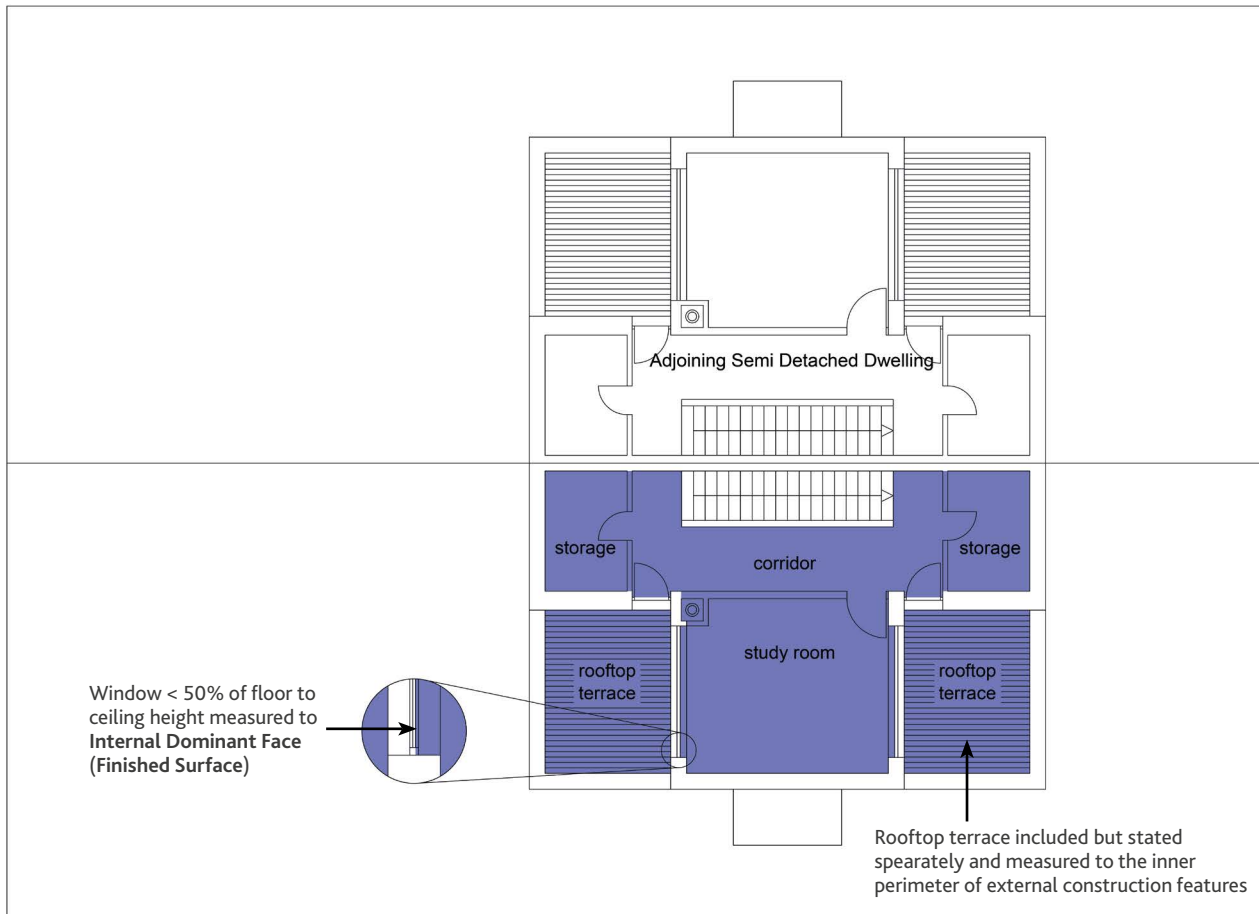 Adjoining Semi Detached Dwelling
storage
corridor
storage
rooftop
terrace
study room
rooftop
terrace
Window < 50% of floor to
ceiling height measured to
Internal Dominant Face
(Finished Surface)
Rooftop terrace included but stated
spearately and measured to the inner
perimeter of external construction features